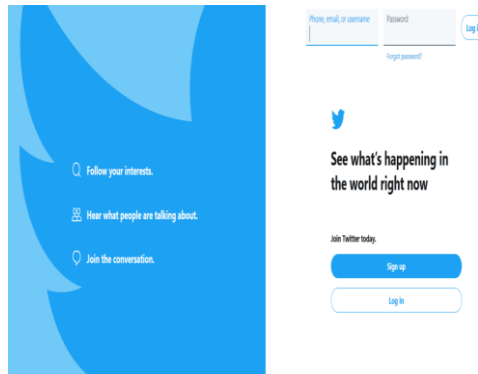 Phone, email, or username
Password
Forgot password?
Follow your interests.
Hear what people are talking about.
Join the conversation.
See what's happening in
the world right now
Join Twitter today.
Sign up
Log in